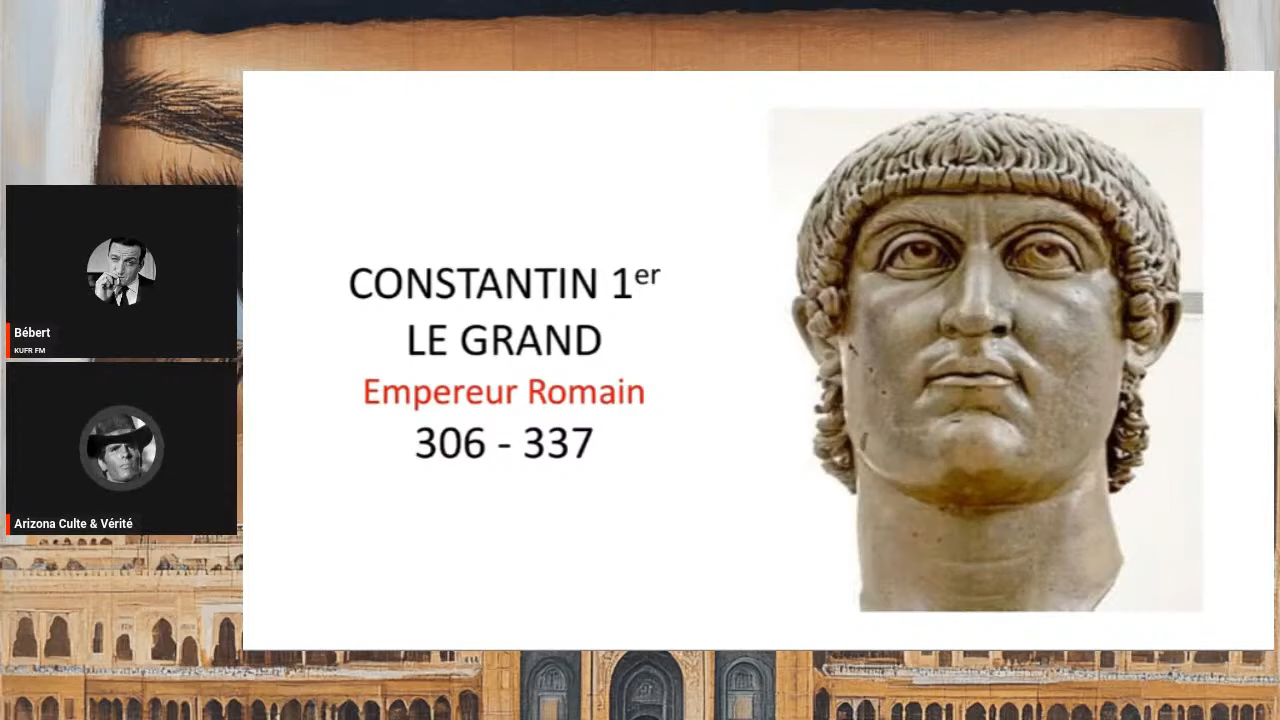 CONSTANTIN 1er
LE GRAND
Empereur Romain
306 - 337
Bébert
KUFR FM
Arizona Culte & Vérité